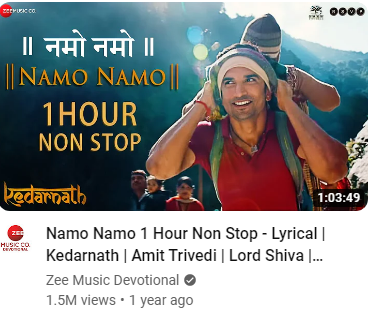 ZEE MUSIC CO.
॥ नमो नमो ॥
||NAMO NAMO||
1HOUR
NON STOP
Kedarnath
1:03:49
ZEE
MUSIC CO.
DEVOTIONAL
Namo Namo 1 Hour Non Stop - Lyrical |
Kedarnath | Amit Trivedi | Lord Shiva |...
Zee Music Devotional
1.5M views • 1 year ago